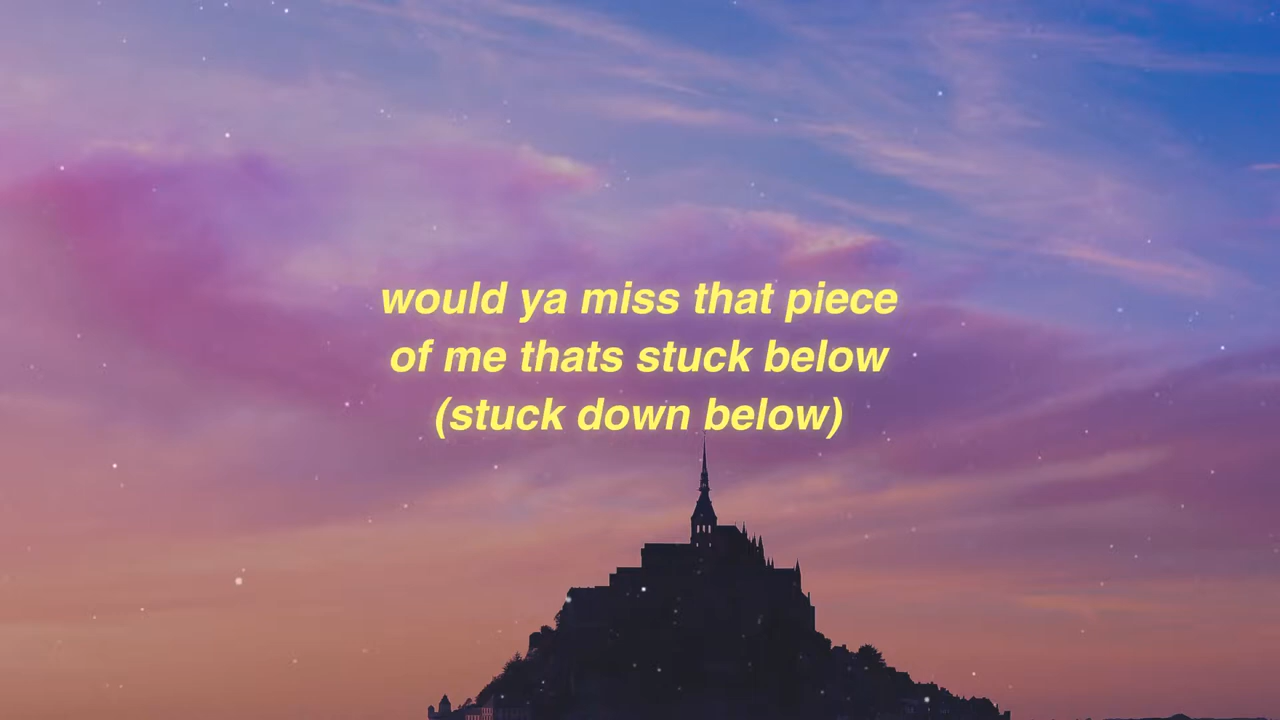 would ya miss that piece
of me thats stuck below
(stuck down below)